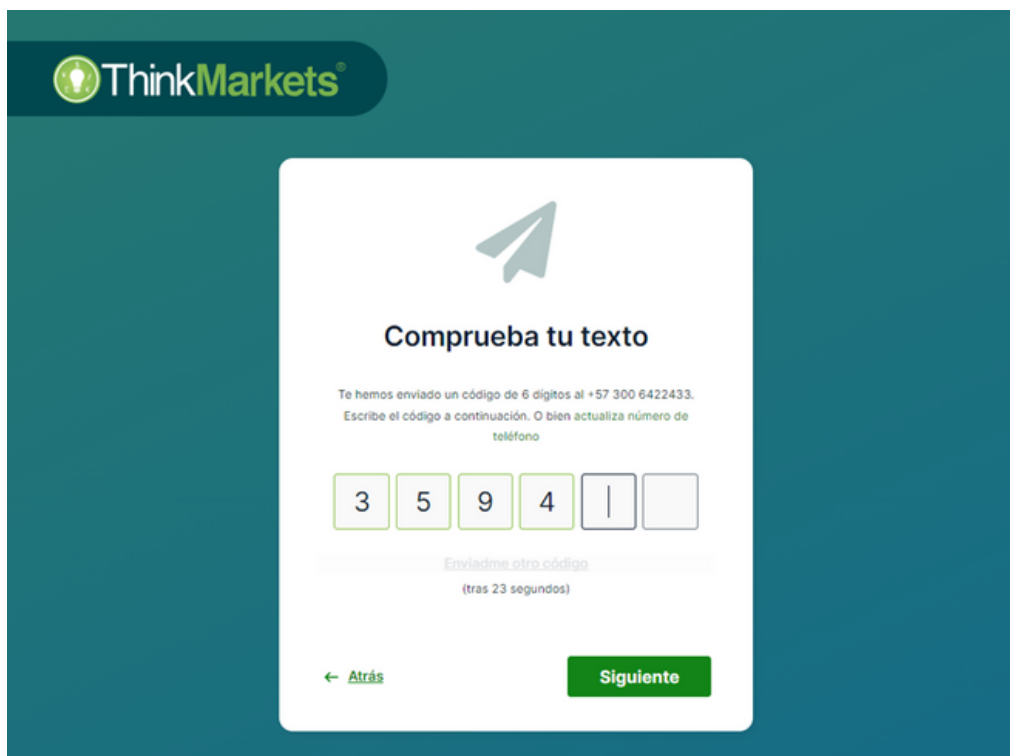 ThinkMarkets®
Comprueba tu texto
Te hemos enviado un código de 6 dígitos al +57 300 6422433.
Escribe el código a continuación. O bien actualiza número de
teléfono
3 5 9 4
Enviadme otro código
(tras 23 segundos)
← Atrás
Siguiente